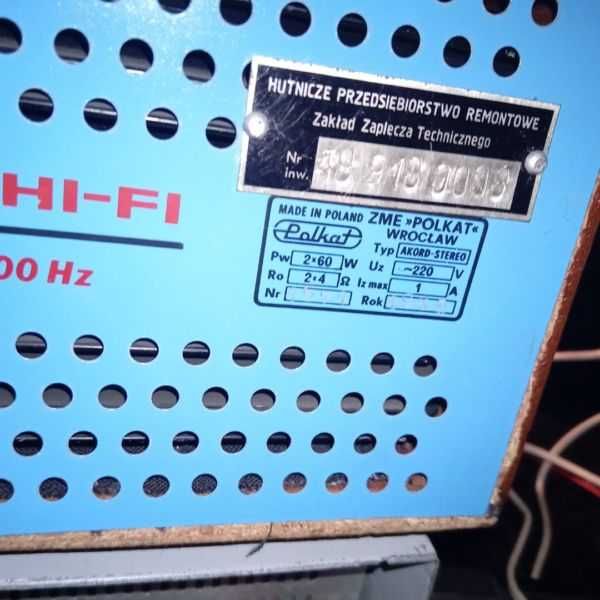 HUTNICZE PRZEDSIEBIORSTWO REMONTOWE
Zakład Zaplecza Technicznego
Nr inw.
HI-FI
00 Hz
MADE IN POLAND ZME »POLKAT«
Polkat WROCŁAW
Typ AKORD-STEREO
Pw 2×60 W Uz ~220 V
Ro 2×4 Ω Iz max 1 A
Nr Rok